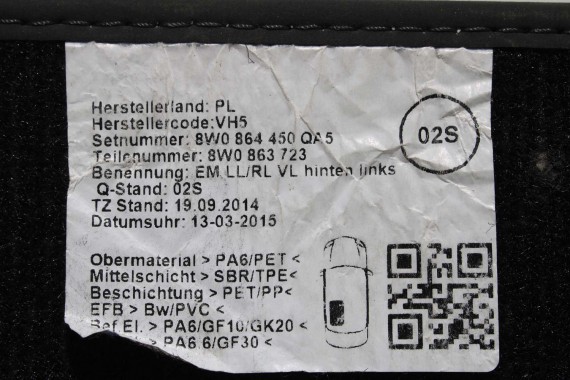 Herstellerland: PL
Herstellercode:VH5
Setnummer: 8W0 864 450 QA5
02S
Teilenummer: 8W0 863 723
Benennung: EM LL/RL VL hinten links
Q-Stand: 02S
TZ Stand: 19.09.2014
Datumsuhr: 13-03-2015
Obermaterial > PA6/PET <
Mittelschicht > SBR/TPE<
Beschichtung > PET/PP<
EFB > Bw/PVC <
Bef El. > PA6/GF10/GK20 <
> PA6.6/GF30 <